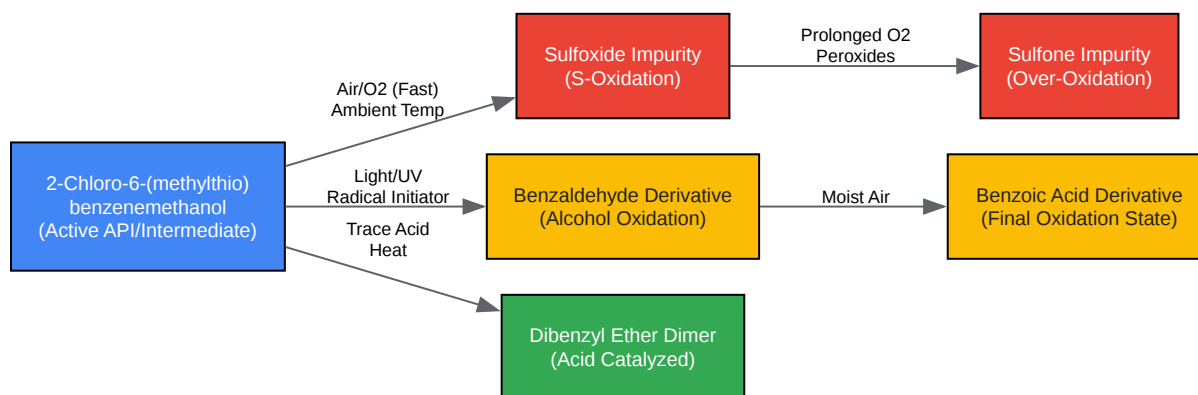 2-Chloro-6-(methylthio)
benzenemethanol
(Active API/Intermediate)
Air/O2 (Fast)
Ambient Temp
Sulfoxide Impurity
(S-Oxidation)
Prolonged O2
Peroxides
Sulfone Impurity
(Over-Oxidation)
Light/UV
Radical Initiator
Benzaldehyde Derivative
(Alcohol Oxidation)
Moist Air
Benzoic Acid Derivative
(Final Oxidation State)
Trace Acid
Heat
Dibenzyl Ether Dimer
(Acid Catalyzed)